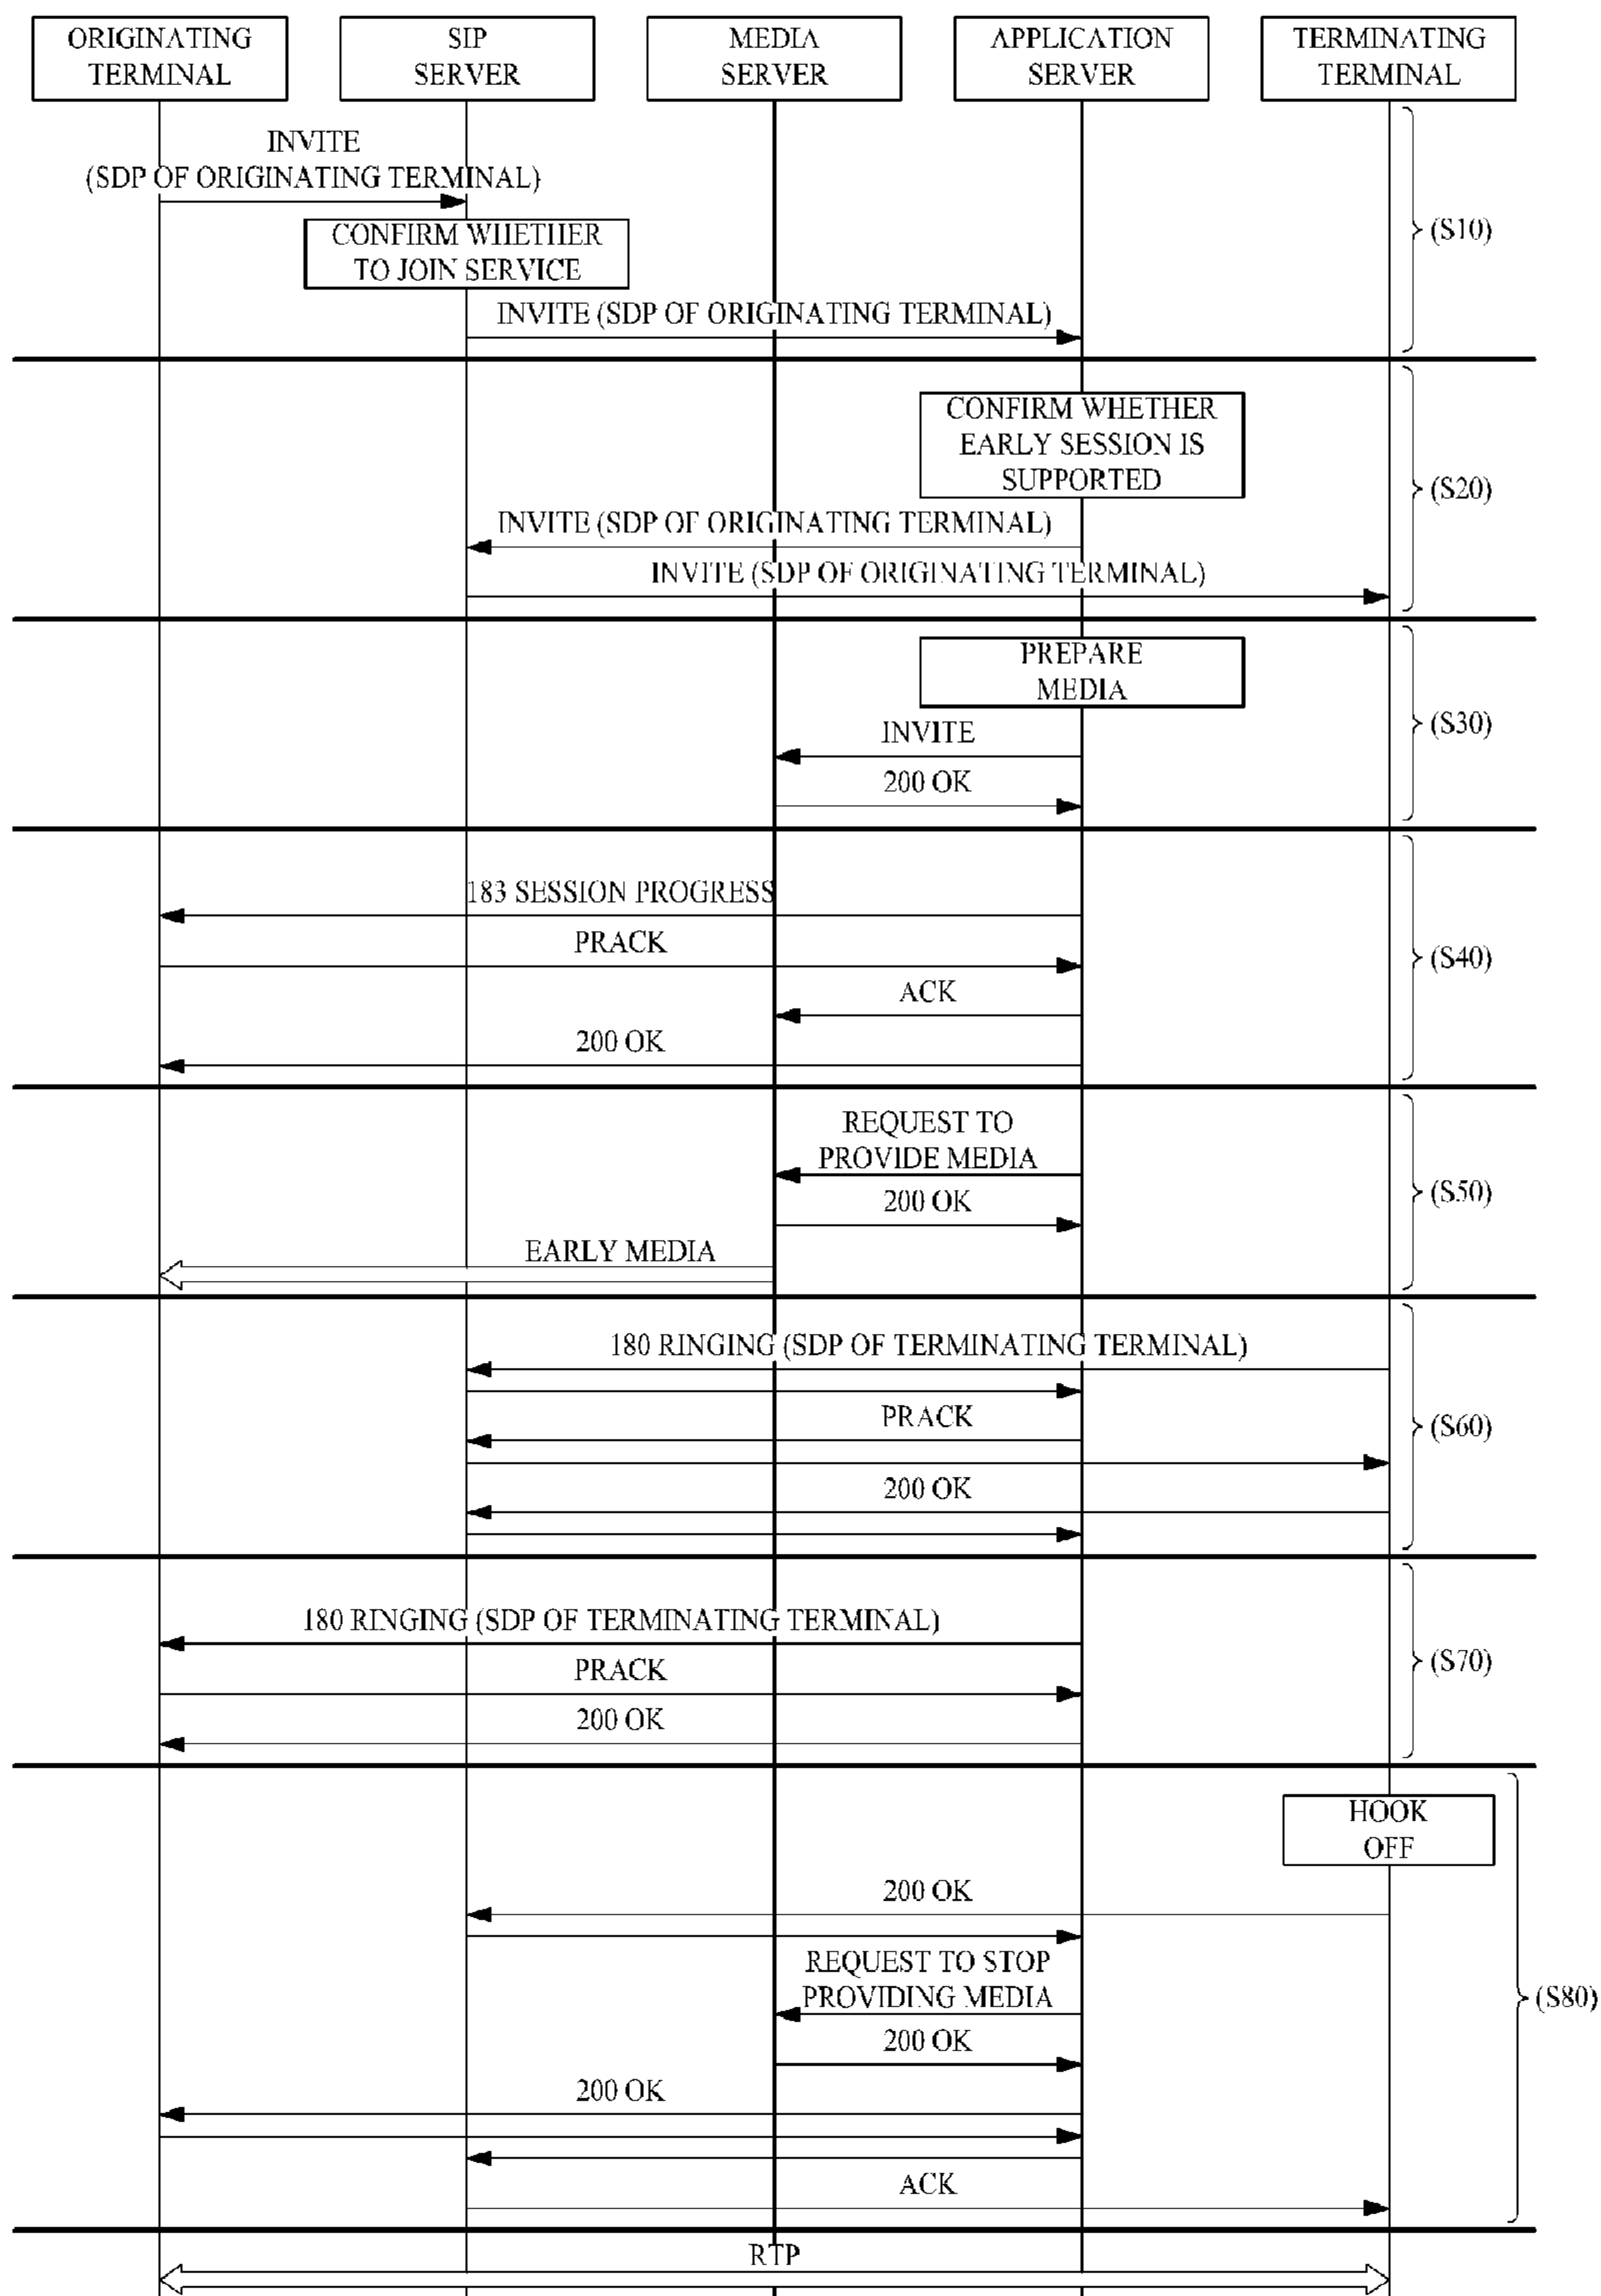 ORIGINATING
TERMINAL
SIP
SERVER
MEDIA
SERVER
APPLICATION
SERVER
TERMINATING
TERMINAL
INVITE
(SDP OF ORIGINATING TERMINAL)
CONFIRM WHETHER
TO JOIN SERVICE
INVITE (SDP OF ORIGINATING TERMINAL)
(S10)
CONFIRM WHETHER
EARLY SESSION IS
SUPPORTED
INVITE (SDP OF ORIGINATING TERMINAL)
INVITE (SDP OF ORIGINATING TERMINAL)
(S20)
PREPARE
MEDIA
INVITE
200 OK
(S30)
183 SESSION PROGRESS
PRACK
ACK
200 OK
(S40)
REQUEST TO
PROVIDE MEDIA
200 OK
EARLY MEDIA
(S50)
180 RINGING (SDP OF TERMINATING TERMINAL)
PRACK
200 OK
(S60)
180 RINGING (SDP OF TERMINATING TERMINAL)
PRACK
200 OK
(S70)
HOOK
OFF
200 OK
REQUEST TO STOP
PROVIDING MEDIA
200 OK
200 OK
ACK
(S80)
RTP